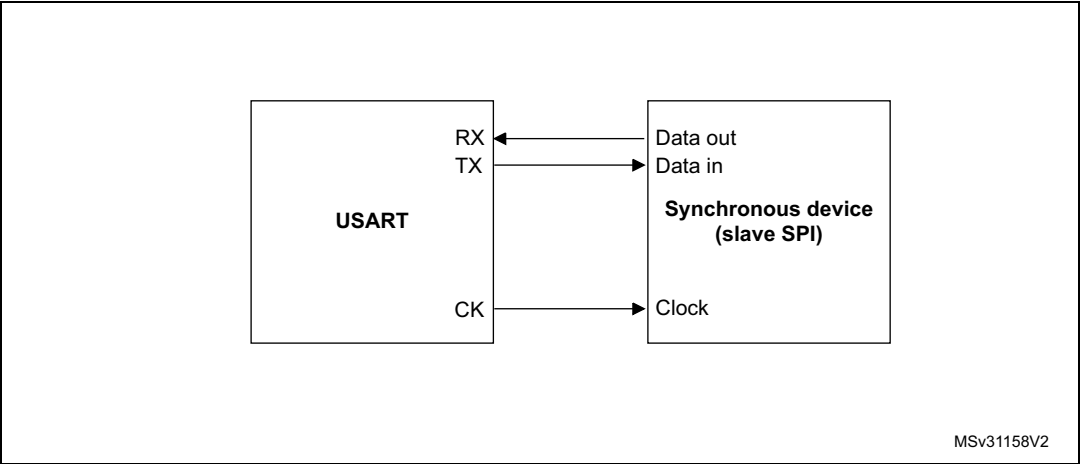 RX
TX
USART
CK
Data out
Data in
Synchronous device
(slave SPI)
Clock
MSv31158V2